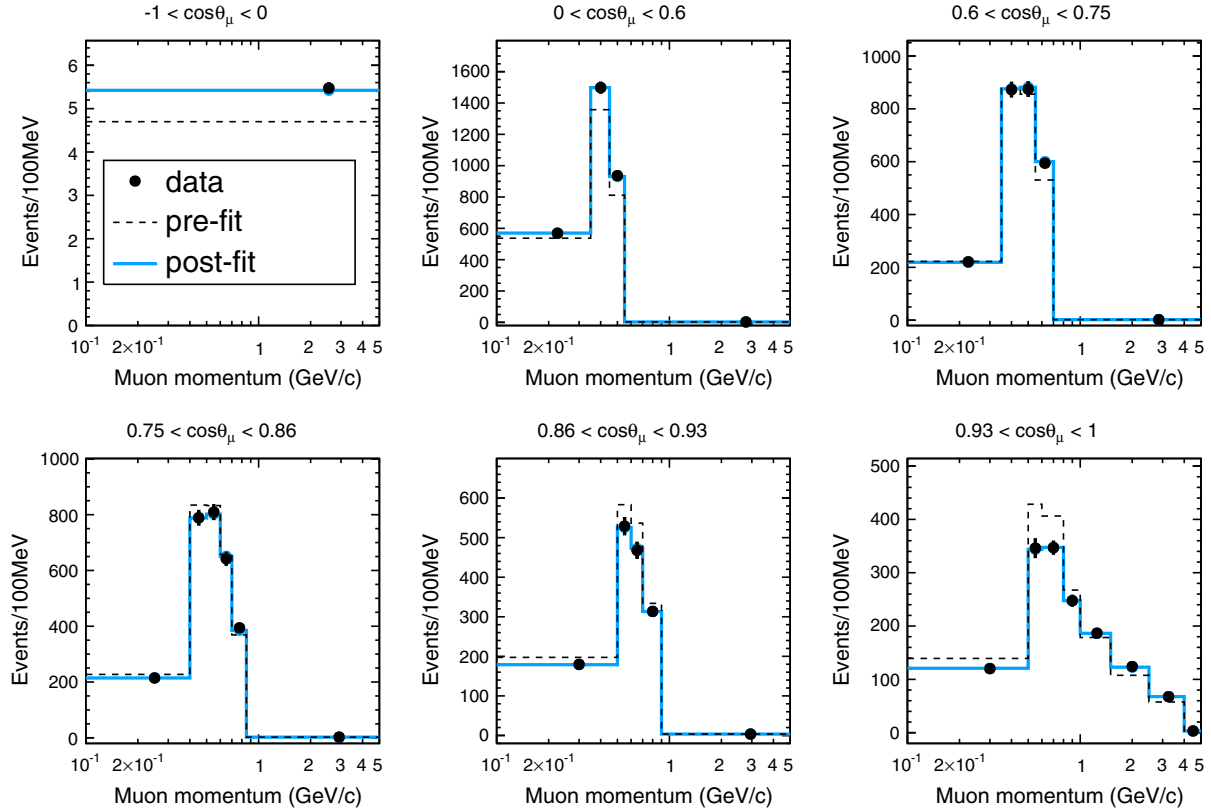 -1 < cosθμ < 0
Events/100MeV
6
5
4
3
2
1
0
data
pre-fit
post-fit
10⁻¹ 2×10⁻¹ 1 2 3 4 5
Muon momentum (GeV/c)
0 < cosθμ < 0.6
Events/100MeV
1600
1400
1200
1000
800
600
400
200
0
10⁻¹ 2×10⁻¹ 1 2 3 4 5
Muon momentum (GeV/c)
0.6 < cosθμ < 0.75
Events/100MeV
1000
800
600
400
200
0
10⁻¹ 2×10⁻¹ 1 2 3 4 5
Muon momentum (GeV/c)
0.75 < cosθμ < 0.86
Events/100MeV
1000
800
600
400
200
0
10⁻¹ 2×10⁻¹ 1 2 3 4 5
Muon momentum (GeV/c)
0.86 < cosθμ < 0.93
Events/100MeV
600
500
400
300
200
100
0
10⁻¹ 2×10⁻¹ 1 2 3 4 5
Muon momentum (GeV/c)
0.93 < cosθμ < 1
Events/100MeV
500
400
300
200
100
0
10⁻¹ 2×10⁻¹ 1 2 3 4 5
Muon momentum (GeV/c)